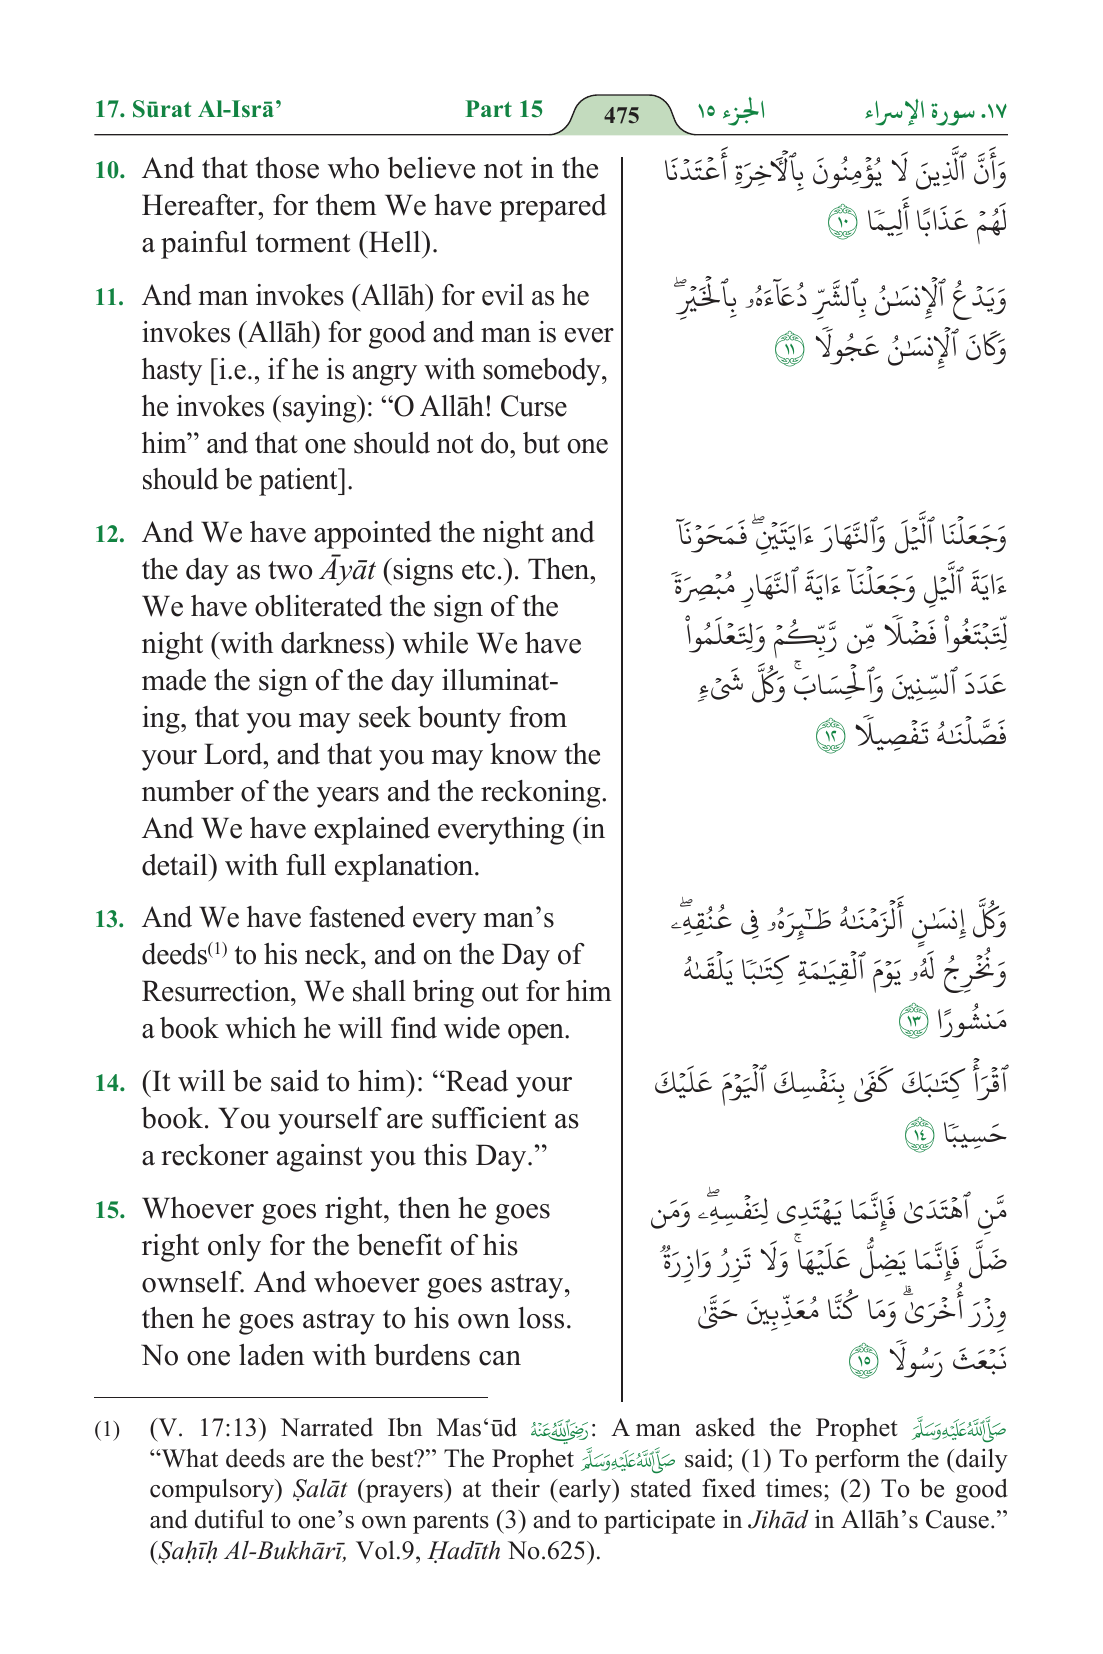 17. Sūrat Al-Isrā’ Part 15 475 الجزء ١٥ ١٧. سورة الإسراء
10. And that those who believe not in the
Hereafter, for them We have prepared
a painful torment (Hell).
11. And man invokes (Allāh) for evil as he
invokes (Allāh) for good and man is ever
hasty [i.e., if he is angry with somebody,
he invokes (saying): “O Allāh! Curse
him” and that one should not do, but one
should be patient].
12. And We have appointed the night and
the day as two Āyāt (signs etc.). Then,
We have obliterated the sign of the
night (with darkness) while We have
made the sign of the day illuminat-
ing, that you may seek bounty from
your Lord, and that you may know the
number of the years and the reckoning.
And We have explained everything (in
detail) with full explanation.
13. And We have fastened every man’s
deeds(1) to his neck, and on the Day of
Resurrection, We shall bring out for him
a book which he will find wide open.
14. (It will be said to him): “Read your
book. You yourself are sufficient as
a reckoner against you this Day.”
15. Whoever goes right, then he goes
right only for the benefit of his
ownself. And whoever goes astray,
then he goes astray to his own loss.
No one laden with burdens can
وَأَنَّ ٱلَّذِينَ لَا يُؤْمِنُونَ بِٱلْـَٔاخِرَةِ أَعْتَدْنَا
لَهُمْ عَذَابًا أَلِيمًا ١٠
وَيَدْعُ ٱلْإِنسَـٰنُ بِٱلشَّرِّ دُعَآءَهُۥ بِٱلْخَيْرِ ۖ
وَكَانَ ٱلْإِنسَـٰنُ عَجُولًا ١١
وَجَعَلْنَا ٱلَّيْلَ وَٱلنَّهَارَ ءَايَتَيْنِ ۖ فَمَحَوْنَآ
ءَايَةَ ٱلَّيْلِ وَجَعَلْنَآ ءَايَةَ ٱلنَّهَارِ مُبْصِرَةً
لِّتَبْتَغُوا۟ فَضْلًا مِّن رَّبِّكُمْ وَلِتَعْلَمُوا۟
عَدَدَ ٱلسِّنِينَ وَٱلْحِسَابَ ۚ وَكُلَّ شَىْءٍ
فَصَّلْنَـٰهُ تَفْصِيلًا ١٢
وَكُلَّ إِنسَـٰنٍ أَلْزَمْنَـٰهُ طَـٰٓئِرَهُۥ فِى عُنُقِهِۦ ۖ
وَنُخْرِجُ لَهُۥ يَوْمَ ٱلْقِيَـٰمَةِ كِتَـٰبًا يَلْقَىٰهُ
مَنشُورًا ١٣
ٱقْرَأْ كِتَـٰبَكَ كَفَىٰ بِنَفْسِكَ ٱلْيَوْمَ عَلَيْكَ
حَسِيبًا ١٤
مَّنِ ٱهْتَدَىٰ فَإِنَّمَا يَهْتَدِى لِنَفْسِهِۦ ۖ وَمَن
ضَلَّ فَإِنَّمَا يَضِلُّ عَلَيْهَا ۚ وَلَا تَزِرُ وَازِرَةٌ
وِزْرَ أُخْرَىٰ ۗ وَمَا كُنَّا مُعَذِّبِينَ حَتَّىٰ
نَبْعَثَ رَسُولًا ١٥
(1) (V. 17:13) Narrated Ibn Mas‘ūd رَضِيَ اللَّهُ عَنْهُ: A man asked the Prophet صَلَّى اللَّهُ عَلَيْهِ وَسَلَّمَ
“What deeds are the best?” The Prophet صَلَّى اللَّهُ عَلَيْهِ وَسَلَّمَ said; (1) To perform the (daily
compulsory) Ṣalāt (prayers) at their (early) stated fixed times; (2) To be good
and dutiful to one’s own parents (3) and to participate in Jihād in Allāh’s Cause.”
(Ṣaḥīḥ Al-Bukhārī, Vol.9, Ḥadīth No.625).